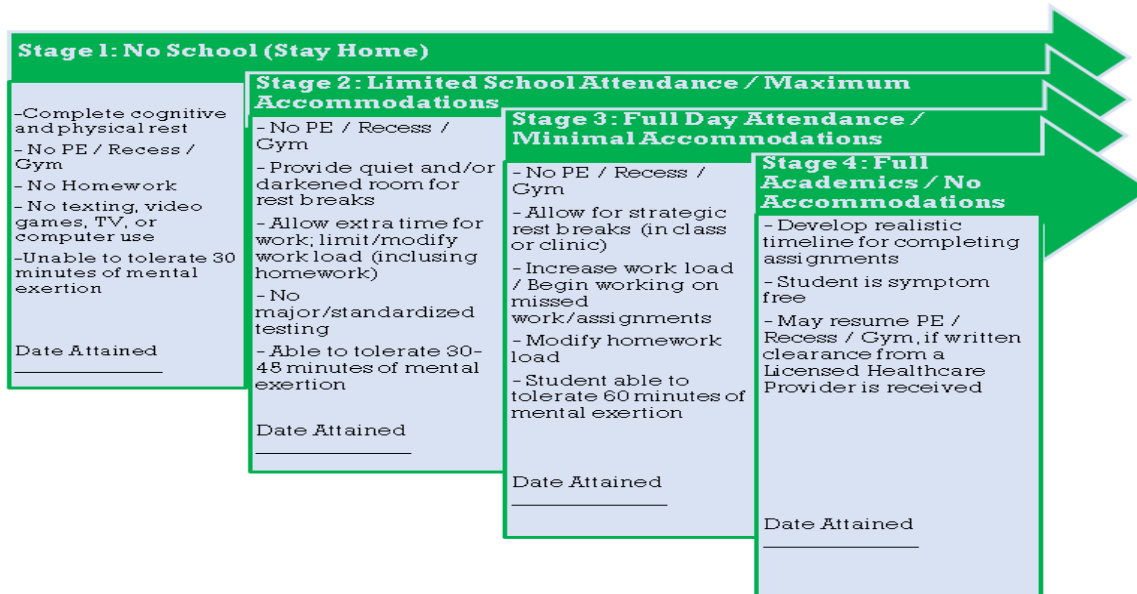 Stage 1: No School (Stay Home)
-Complete cognitive
and physical rest
- No PE / Recess /
Gym
- No Homework
- No texting, video
games, TV, or
computer use
-Unable to tolerate 30
minutes of mental
exertion
Date Attained
Stage 2: Limited School Attendance / Maximum
Accommodations
- No PE / Recess /
Gym
- Provide quiet and/or
darkened room for
rest breaks
- Allow extra time for
work; limit/modify
work load (inclusing
homework)
- No
major/standardized
testing
- Able to tolerate 30-
45 minutes of mental
exertion
Date Attained
Stage 3: Full Day Attendance /
Minimal Accommodations
- No PE / Recess /
Gym
- Allow for strategic
rest breaks (in class
or clinic)
- Increase work load
/ Begin working on
missed
work/assignments
- Modify homework
load
- Student able to
tolerate 60 minutes of
mental exertion
Date Attained
Stage 4: Full
Academics / No
Accommodations
- Develop realistic
timeline for completing
assignments
- Student is symptom
free
- May resume PE /
Recess / Gym, if written
clearance from a
Licensed Healthcare
Provider is received
Date Attained